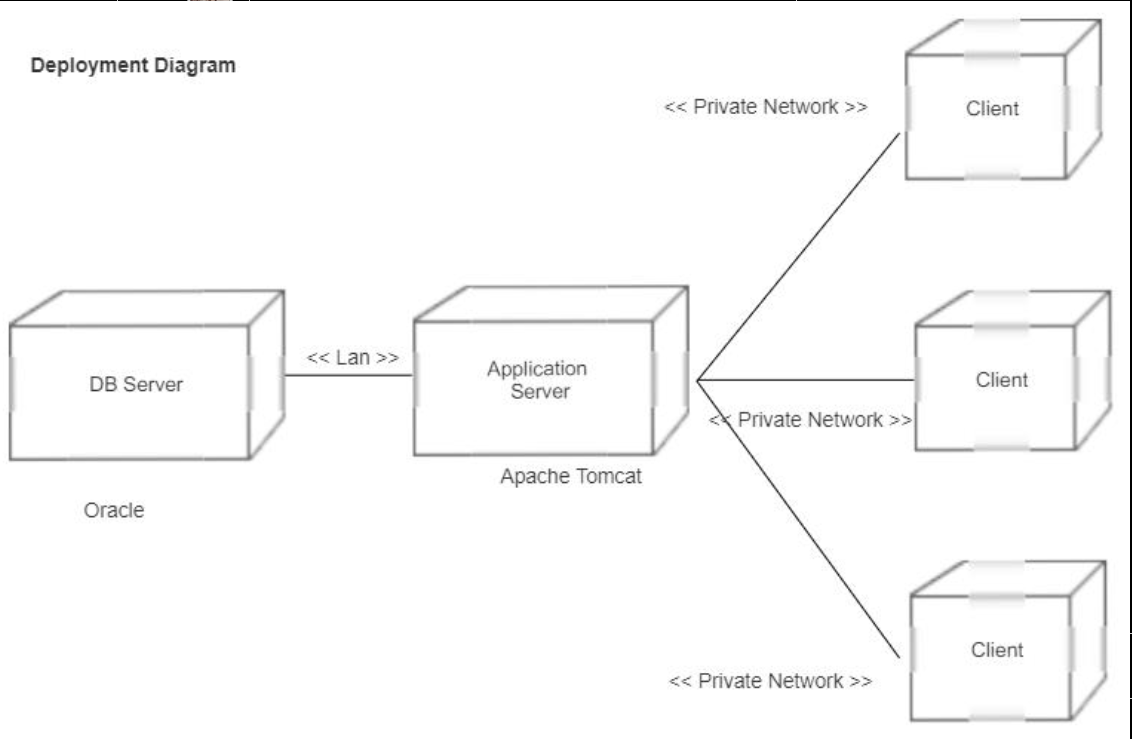 Deployment Diagram
<< Private Network >>
Client
<< Lan >>
DB Server
Application
Server
Client
<< Private Network >>
Apache Tomcat
Oracle
Client
<< Private Network >>